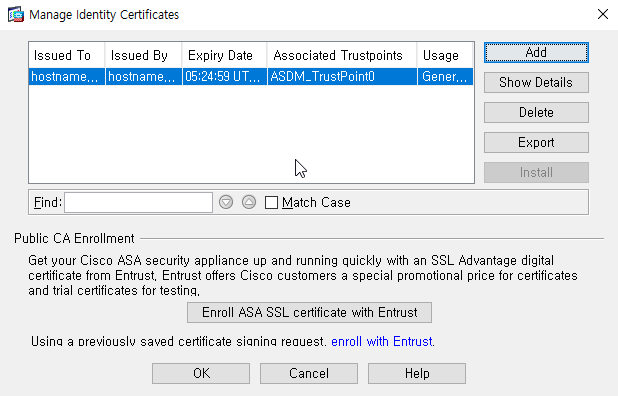 Manage Identity Certificates
Issued To Issued By Expiry Date Associated Trustpoints Usage
hostname,,, hostname,,, 05:24:59 UT,,, ASDM_TrustPoint0 Gener,,,
Add
Show Details
Delete
Export
Install
Find: Match Case
Public CA Enrollment
Get your Cisco ASA security appliance up and running quickly with an SSL Advantage digital
certificate from Entrust, Entrust offers Cisco customers a special promotional price for certificates
and trial certificates for testing,
Enroll ASA SSL certificate with Entrust
Using a previously saved certificate signing request, enroll with Entrust,
OK Cancel Help